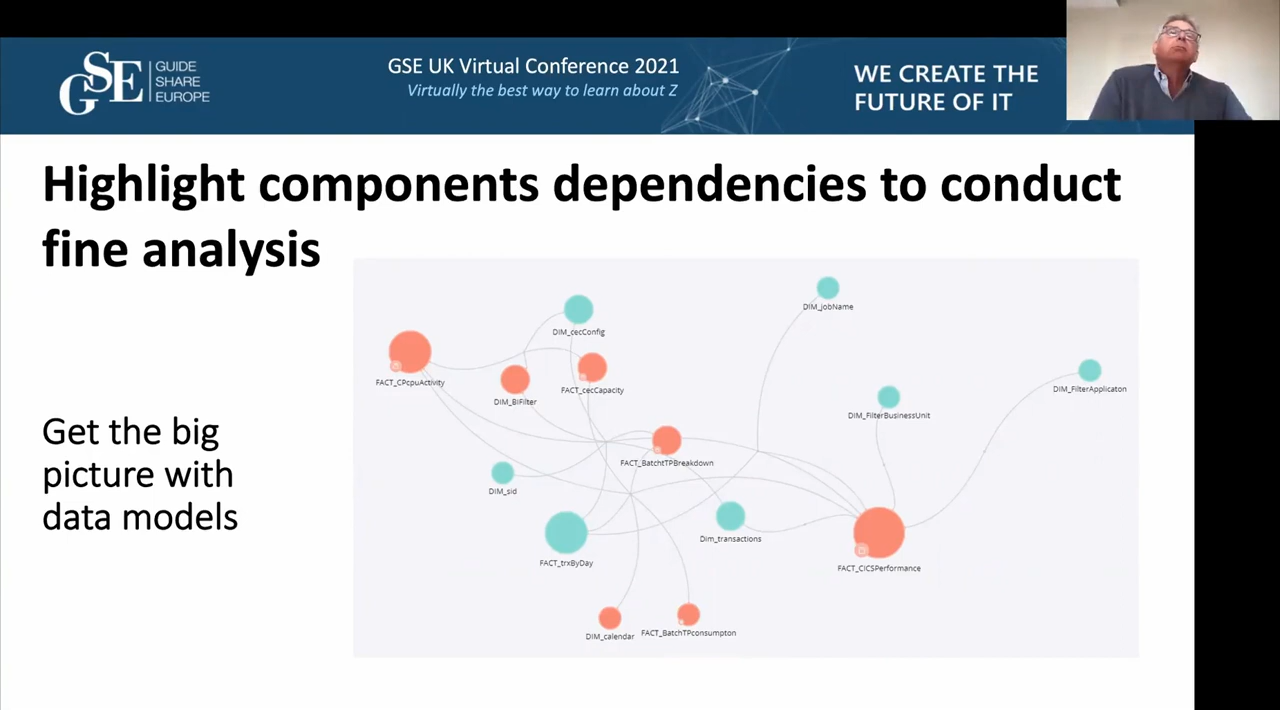 GSE
GUIDE
SHARE
EUROPE
GSE UK Virtual Conference 2021
Virtually the best way to learn about Z
WE CREATE THE
FUTURE OF IT
Highlight components dependencies to conduct
fine analysis
Get the big
picture with
data models
DIM_jobName
DIM_cecConfig
FACT_CPcpuActivity
DIM_BIFilter
FACT_cecCapacity
DIM_FilterApplicaton
DIM_FilterBusinessUnit
FACT_BatchtTPBreakdown
DIM_sid
Dim_transactions
FACT_trxByDay
FACT_CICSPerformance
DIM_calendar
FACT_BatchTPconsumpton